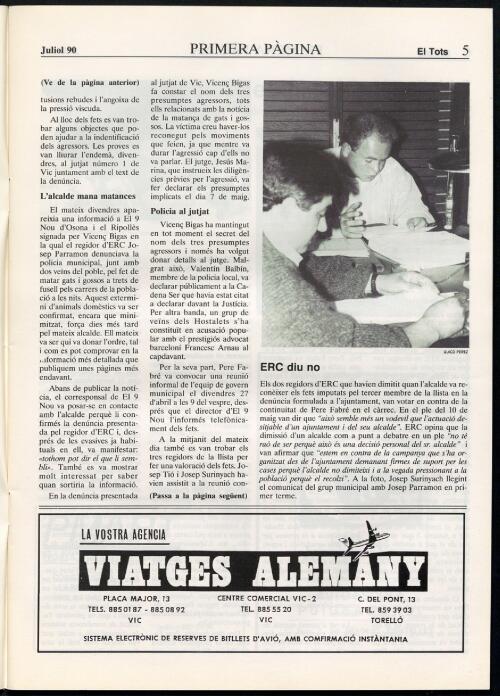 Juliol 90
PRIMERA PÀGINA
El Tots 5
(Ve de la pàgina anterior)
tusions rebudes i l'angoixa de
la pressió viscuda.
Al lloc dels fets es van tro-
bar alguns objectes que po-
den ajudar a la indentificació
dels agressors. Les proves es
van lliurar l'endemà, diven-
dres, al jutjat número 1 de
Vic juntament amb el text de
la denúncia.
L'alcalde mana matances
El mateix divendres apa-
reixia una informació a El 9
Nou d'Osona i el Ripollès
signada per Vicenç Bigas en
la qual el regidor d'ERC Jo-
sep Parramon denunciava la
policia municipal, junt amb
dos veïns del poble, pel fet de
matar gats i gossos a trets de
fusell pels carrers de la pobla-
ció a les nits. Aquest extermi-
ni d'animals domèstics va ser
confirmat, encara que mini-
mitzat, força dies més tard
pel mateix alcalde. Ell mateix
va ser qui va donar l'ordre, tal
i com es pot comprovar en la
informació més detallada que
publiquem unes pàgines més
endavant.
Abans de publicar la notí-
cia, el corresponsal de El 9
Nou va posar-se en contacte
amb l'alcalde perquè li con-
firmés la denúncia presenta-
da pel regidor d'ERC i, des-
prés de les evasives ja habi-
tuals en ell, va manifestar:
«tothom pot dir el que li sem-
bli». També es va mostrar
molt interessat per saber
quan sortiria la informació.
En la denúncia presentada
al jutjat de Vic, Vicenç Bigas
fa constar el nom dels tres
presumptes agressors, tots
ells relacionats amb la notícia
de la matança de gats i gos-
sos. La víctima creu haver-los
reconegut pels moviments
que feien, ja que mentre va
durar l'agressió cap d'ells no
va parlar. El jutge, Jesús Ma-
rina, que instrueix les diligèn-
cies prèvies per l'agressió, va
fer declarar els presumptes
implicats el dia 7 de maig.
Policia al jutjat
Vicenç Bigas ha mantingut
en tot moment el secret del
nom dels tres presumptes
agressors i només ha volgut
donar detalls al jutge. Mal-
grat això, Valentín Balbín,
membre de la policia local, va
declarar públicament a la Ca-
dena Ser que havia estat citat
a declarar davant la Justícia.
Per altra banda, un grup de
veïns dels Hostalets s'ha
constituït en acusació popu-
lar amb el prestigiós advocat
barceloní Francesc Arnau al
capdavant.
Per la seva part, Pere Fa-
bré va convocar una reunió
informal de l'equip de govern
municipal el divendres 27
d'abril a les 9 del vespre, des-
prés que el director d'El 9
Nou l'informés telefònica-
ment dels fets.
A la mitjanit del mateix
dia també es van trobar els
tres regidors de la llista per
fer una valoració dels fets. Jo-
sep Tió i Josep Surinyach ha-
vien assistit a la reunió con-
(Passa a la pàgina següent)
QUICO PEREZ
ERC diu no
Els dos regidors d'ERC que havien dimitit quan l'alcalde va re-
conèixer els fets imputats pel tercer membre de la llista en la
denúncia formulada a l'ajuntament, van votar en contra de la
continuitat de Pere Fabré en el càrrec. En el ple del 10 de
maig van dir que "això sembla més un vodevil que l'actuació de-
sitjable d'un ajuntament i del seu alcalde". ERC opina que la
dimissió d'un alcalde com a punt a debatre en un ple "no té
raó de ser perquè això és una decisió personal del sr. alcalde" i
van afirmar que "estem en contra de la campanya que s'ha or-
ganitzat des de l'ajuntament demanant firmes de suport per les
cases perquè l'alcalde no dimiteixi i a la vegada pressionant a la
població perquè el recolzi". A la foto, Josep Surinyach llegint
el comunicat del grup municipal amb Josep Parramon en pri-
mer terme.
LA VOSTRA AGENCIA
VIATGES ALEMANY
PLAÇA MAJOR, 13
TELS. 885 01 87 - 885 08 92
VIC
CENTRE COMERCIAL VIC-2
TEL. 885 55 20
VIC
C. DEL PONT, 13
TEL. 859 39 03
TORELLÓ
SISTEMA ELECTRÒNIC DE RESERVES DE BITLLETS D'AVIÓ, AMB COMFIRMACIÓ INSTÀNTANIA